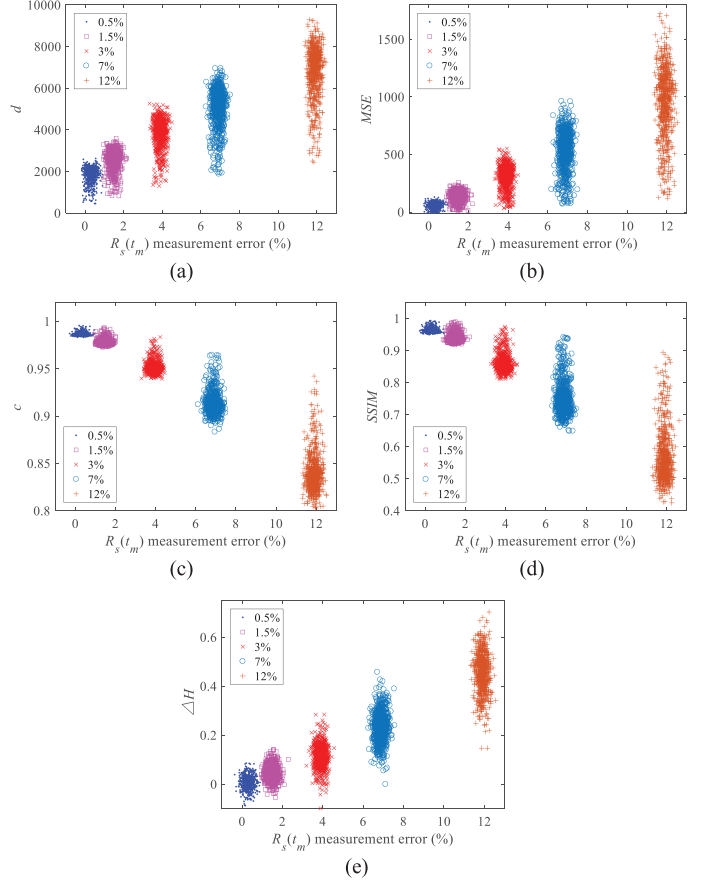 10000
8000
6000
4000
2000
0
d
0.5%
1.5%
3%
7%
12%
0 2 4 6 8 10 12
R_s(t_m) measurement error (%)
(a)
1500
1000
500
0
MSE
0.5%
1.5%
3%
7%
12%
0 2 4 6 8 10 12
R_s(t_m) measurement error (%)
(b)
1
0.95
0.9
0.85
0.8
c
0.5%
1.5%
3%
7%
12%
0 2 4 6 8 10 12
R_s(t_m) measurement error (%)
(c)
1
0.9
0.8
0.7
0.6
0.5
0.4
SSIM
0.5%
1.5%
3%
7%
12%
0 2 4 6 8 10 12
R_s(t_m) measurement error (%)
(d)
0.6
0.4
0.2
0
△H
0.5%
1.5%
3%
7%
12%
0 2 4 6 8 10 12
R_s(t_m) measurement error (%)
(e)